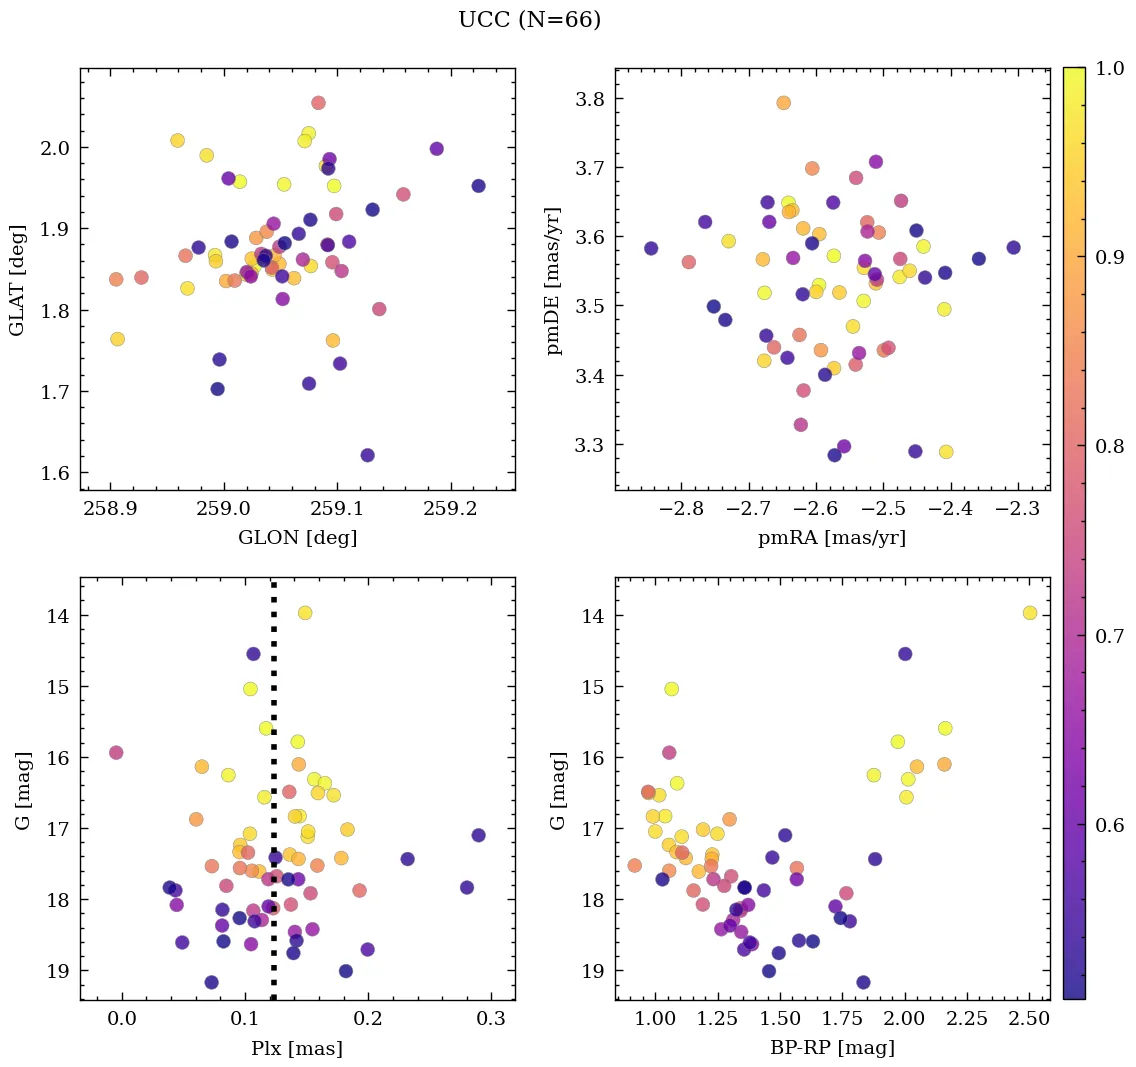 UCC (N=66)
2.0
1.9
1.8
1.7
1.6
GLAT [deg]
258.9 259.0 259.1 259.2
GLON [deg]
3.8
3.7
3.6
3.5
3.4
3.3
pmDE [mas/yr]
−2.8 −2.7 −2.6 −2.5 −2.4 −2.3
pmRA [mas/yr]
14
15
16
17
18
19
G [mag]
0.0 0.1 0.2 0.3
Plx [mas]
14
15
16
17
18
19
G [mag]
1.00 1.25 1.50 1.75 2.00 2.25 2.50
BP-RP [mag]
1.0
0.9
0.8
0.7
0.6